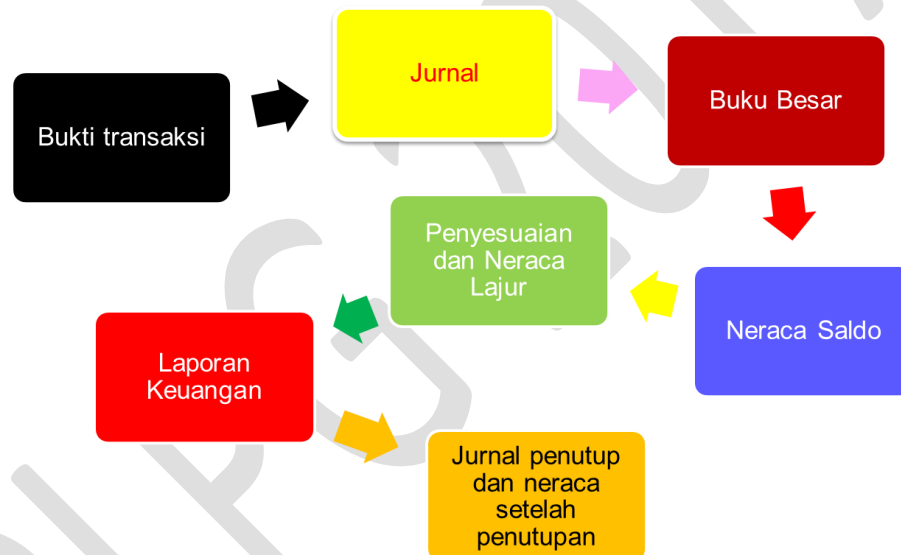 Bukti transaksi
Jurnal
Buku Besar
Neraca Saldo
Penyesuaian
dan Neraca
Lajur
Laporan
Keuangan
Jurnal penutup
dan neraca
setelah
penutupan